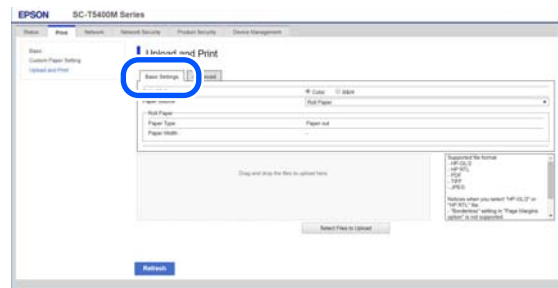 EPSON SC-T5400M Series
Status Print Network Network Security Product Security Device Management
Basic
Custom Paper Setting
Upload and Print
Upload and Print
Basic Settings
Color B&W
Paper Source Roll Paper
Roll Paper
Paper Type Paper out
Paper Width -
Drag and drop the files to upload here.
Supported file format
- HP-GL/2
- HP RTL
- PDF
- TIFF
- JPEG
Notices when you select "HP-GL/2" or
"HP RTL" file.
- "Borderless" setting in "Page Margins
option" is not supported.
Select Files to Upload
Refresh